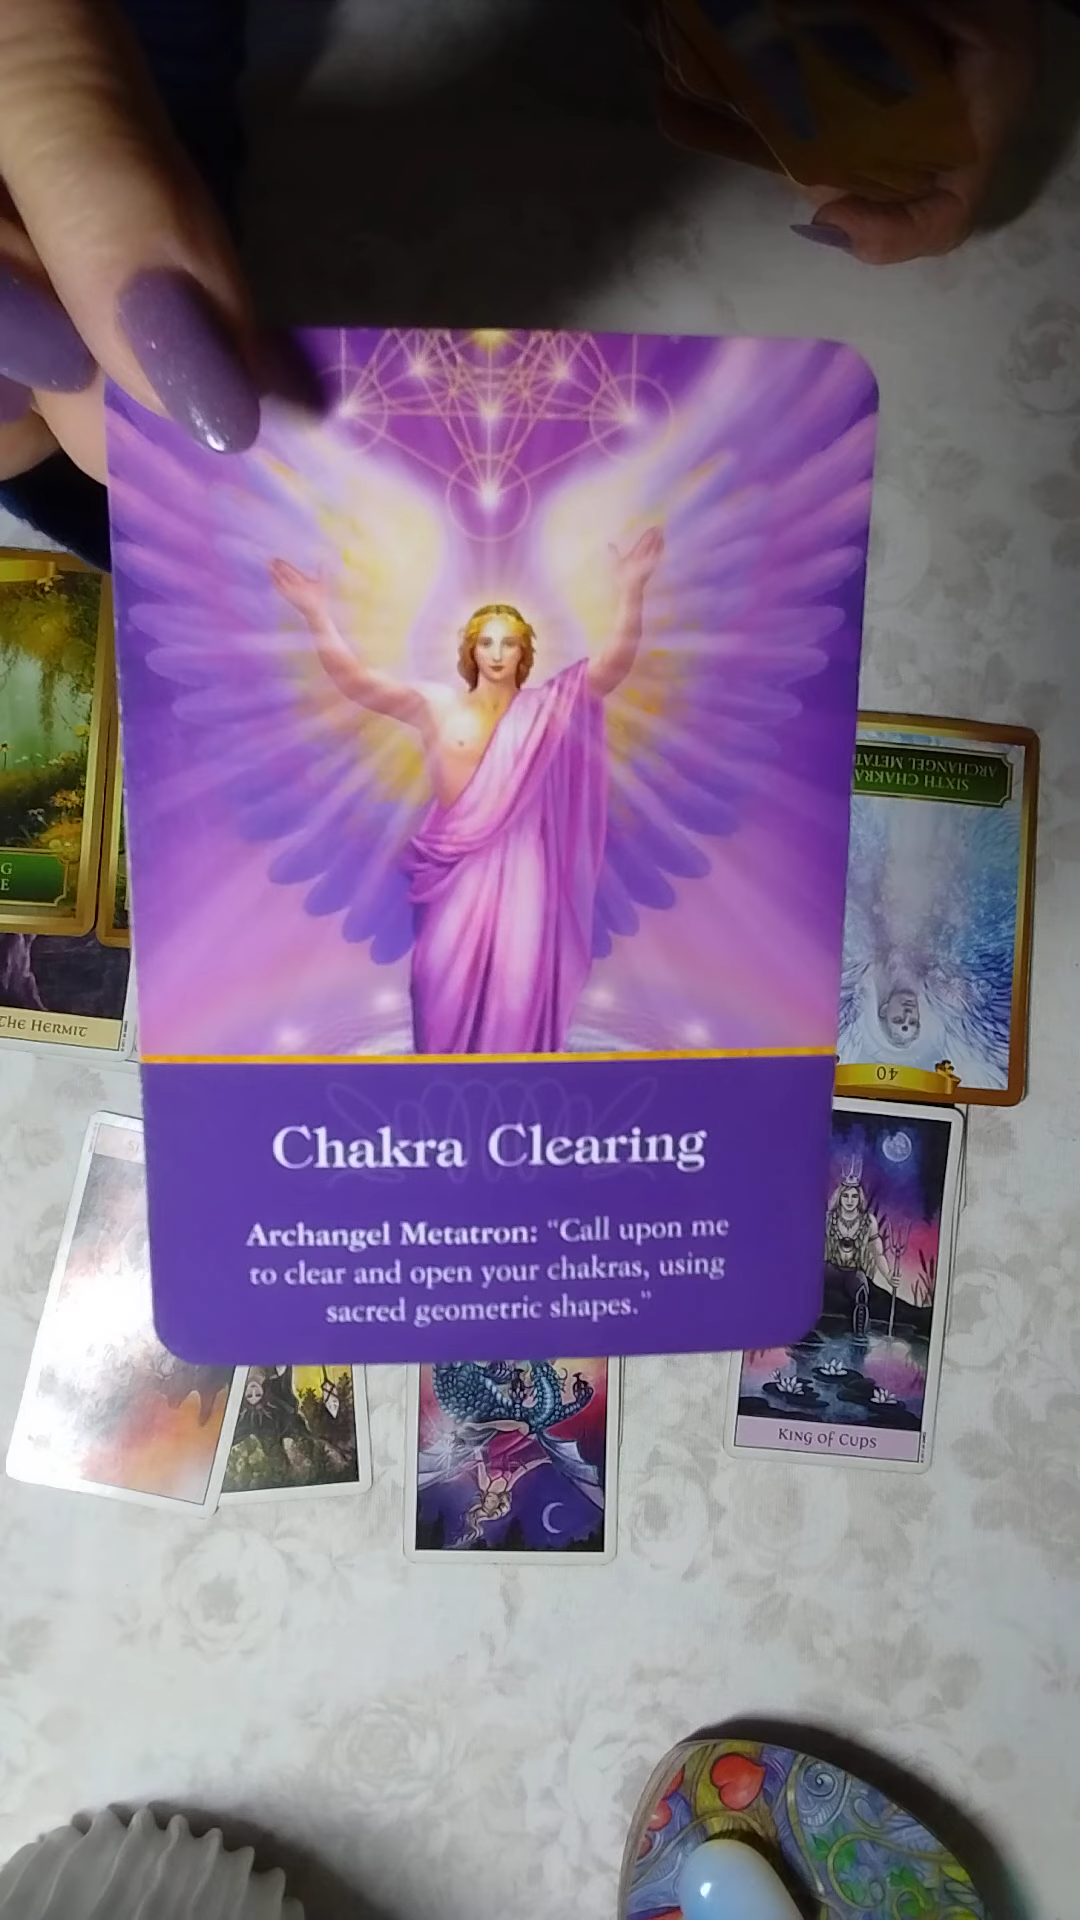 Chakra Clearing
Archangel Metatron: "Call upon me
to clear and open your chakras, using
sacred geometric shapes."
SIXTH CHAKRA
ARCHANGEL
40
The Hermit
King of Cups
G
E